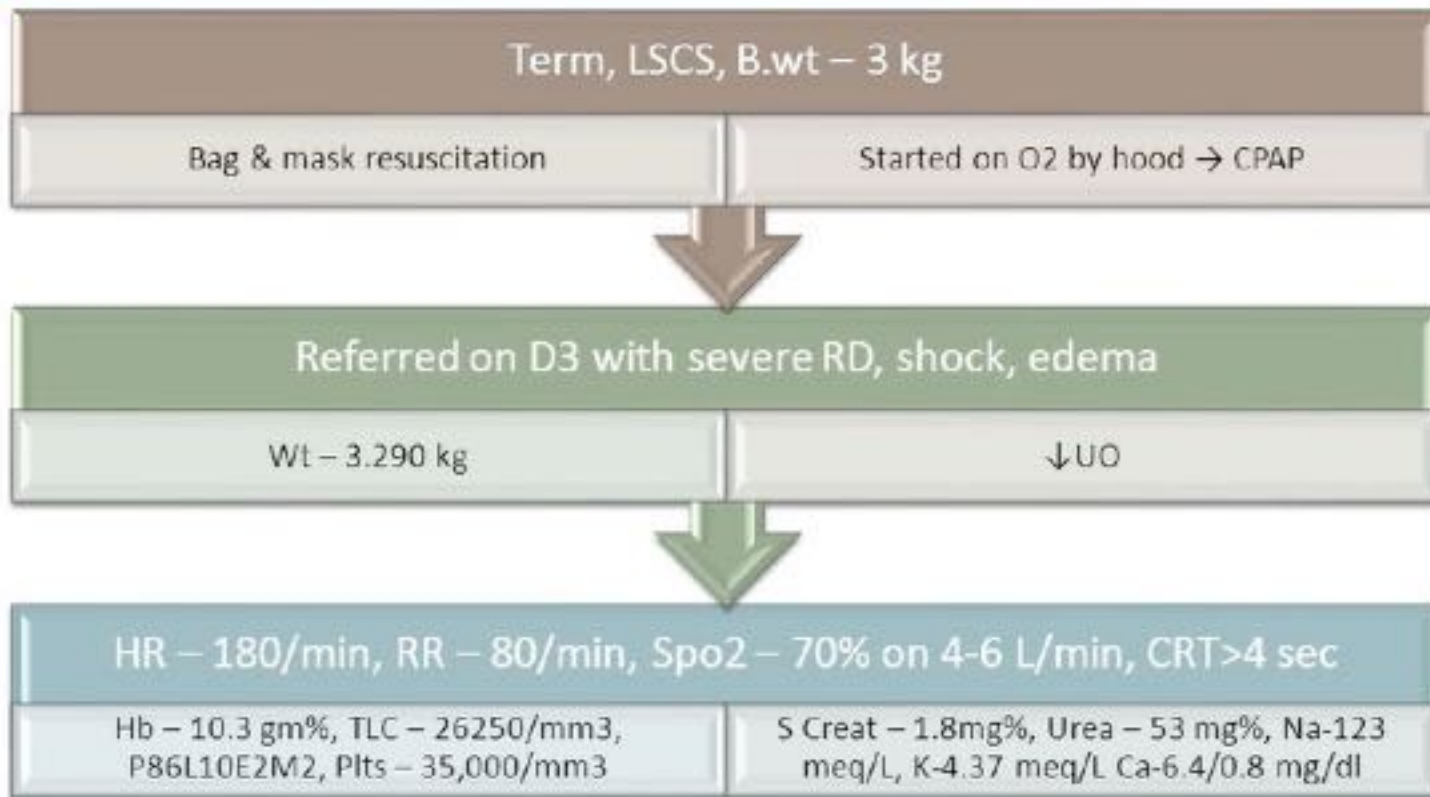 Term, LSCS, B.wt – 3 kg
Bag & mask resuscitation
Started on O2 by hood → CPAP
Referred on D3 with severe RD, shock, edema
Wt – 3.290 kg
↓UO
HR – 180/min, RR – 80/min, Spo2 – 70% on 4-6 L/min, CRT>4 sec
Hb – 10.3 gm%, TLC – 26250/mm3,
P86L10E2M2, Plts – 35,000/mm3
S Creat – 1.8mg%, Urea – 53 mg%, Na-123
meq/L, K-4.37 meq/L Ca-6.4/0.8 mg/dl